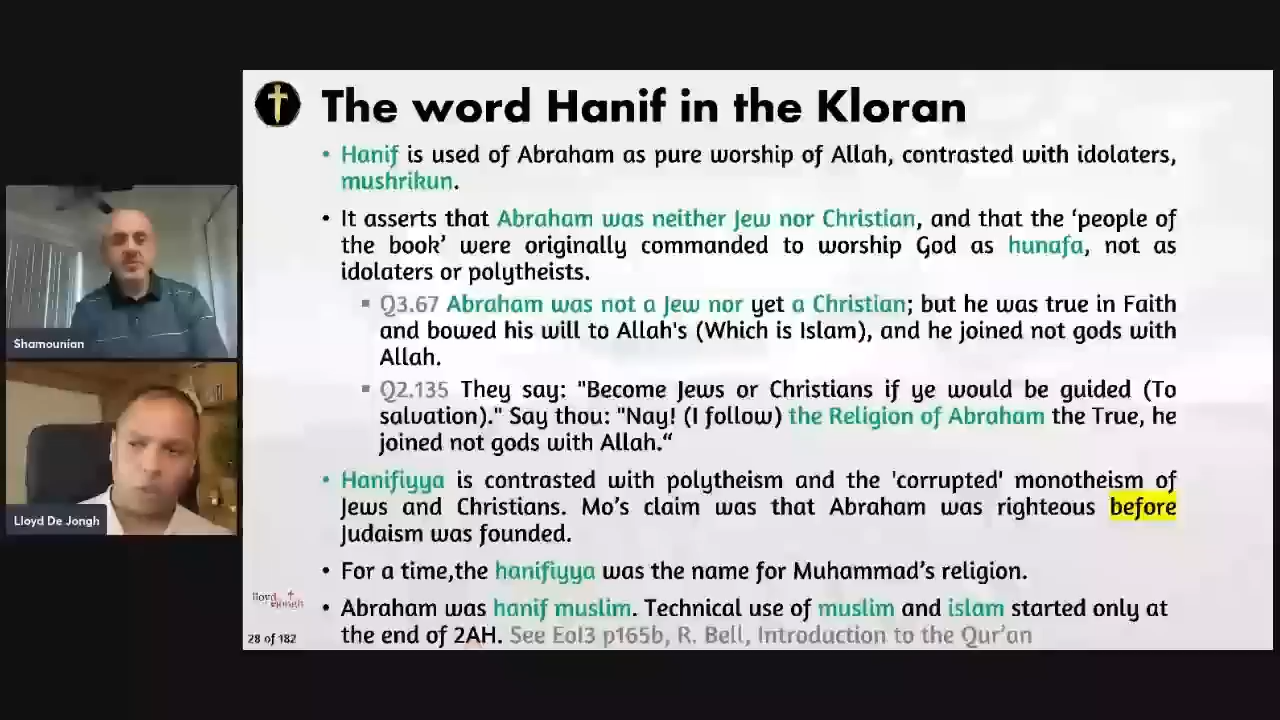 The word Hanif in the Kloran
• Hanif is used of Abraham as pure worship of Allah, contrasted with idolaters,
mushrikun.
• It asserts that Abraham was neither Jew nor Christian, and that the ‘people of
the book’ were originally commanded to worship God as hunafa, not as
idolaters or polytheists.
▪ Q3.67 Abraham was not a Jew nor yet a Christian; but he was true in Faith
and bowed his will to Allah's (Which is Islam), and he joined not gods with
Allah.
▪ Q2.135 They say: "Become Jews or Christians if ye would be guided (To
salvation)." Say thou: "Nay! (I follow) the Religion of Abraham the True, he
joined not gods with Allah.“
• Hanifiyya is contrasted with polytheism and the 'corrupted' monotheism of
Jews and Christians. Mo’s claim was that Abraham was righteous before
Judaism was founded.
• For a time,the hanifiyya was the name for Muhammad’s religion.
• Abraham was hanif muslim. Technical use of muslim and islam started only at
the end of 2AH. See EoI3 p165b, R. Bell, Introduction to the Qur’an
Shamounian
Lloyd De Jongh
lloyd
dejongh
28 of 182